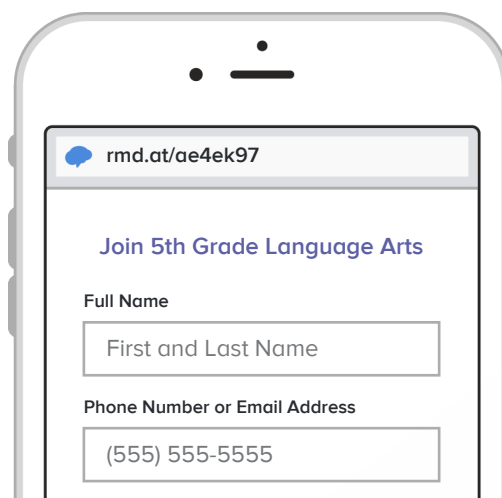 rmd.at/ae4ek97
Join 5th Grade Language Arts
Full Name
First and Last Name
Phone Number or Email Address
(555) 555-5555